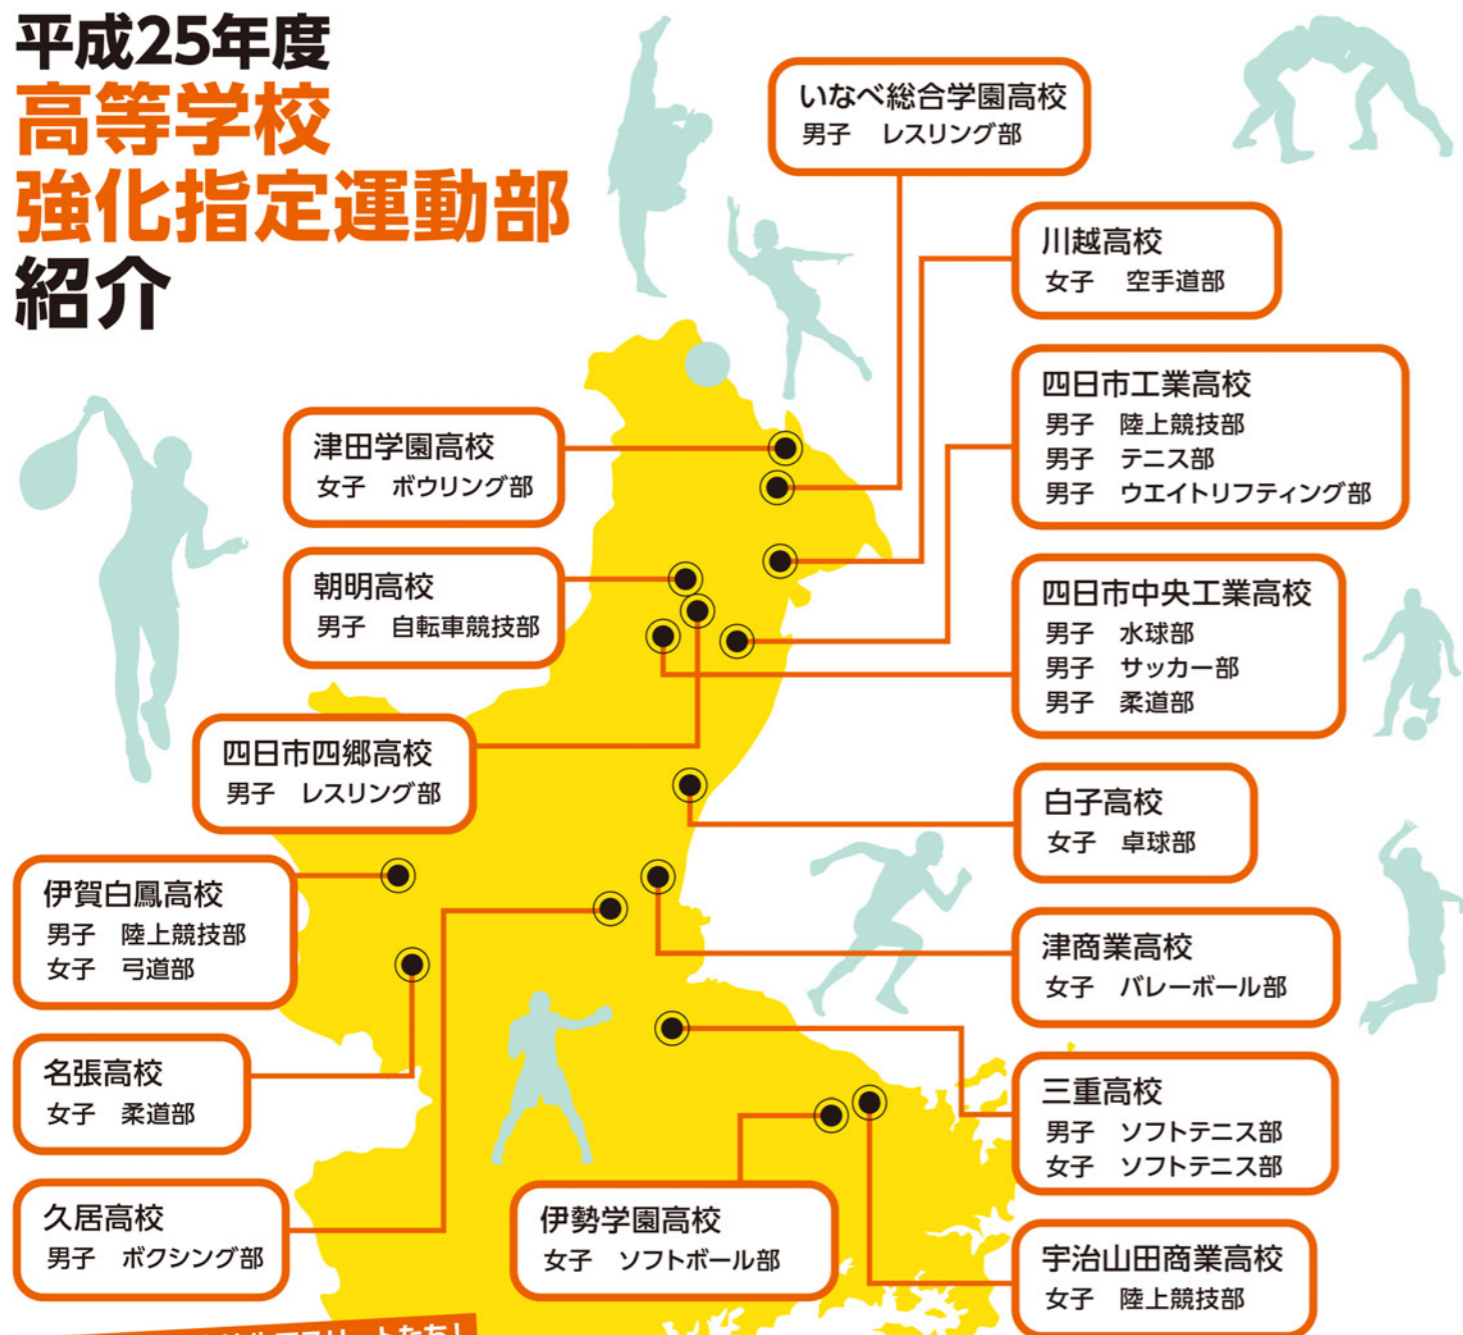 平成25年度
高等学校
強化指定運動部
紹介
いなべ総合学園高校
男子 レスリング部
川越高校
女子 空手道部
四日市工業高校
男子 陸上競技部
男子 テニス部
男子 ウエイトリフティング部
津田学園高校
女子 ボウリング部
朝明高校
男子 自転車競技部
四日市中央工業高校
男子 水球部
男子 サッカー部
男子 柔道部
四日市四郷高校
男子 レスリング部
白子高校
女子 卓球部
伊賀白鳳高校
男子 陸上競技部
女子 弓道部
津商業高校
女子 バレーボール部
名張高校
女子 柔道部
三重高校
男子 ソフトテニス部
女子 ソフトテニス部
久居高校
男子 ボクシング部
伊勢学園高校
女子 ソフトボール部
宇治山田商業高校
女子 陸上競技部